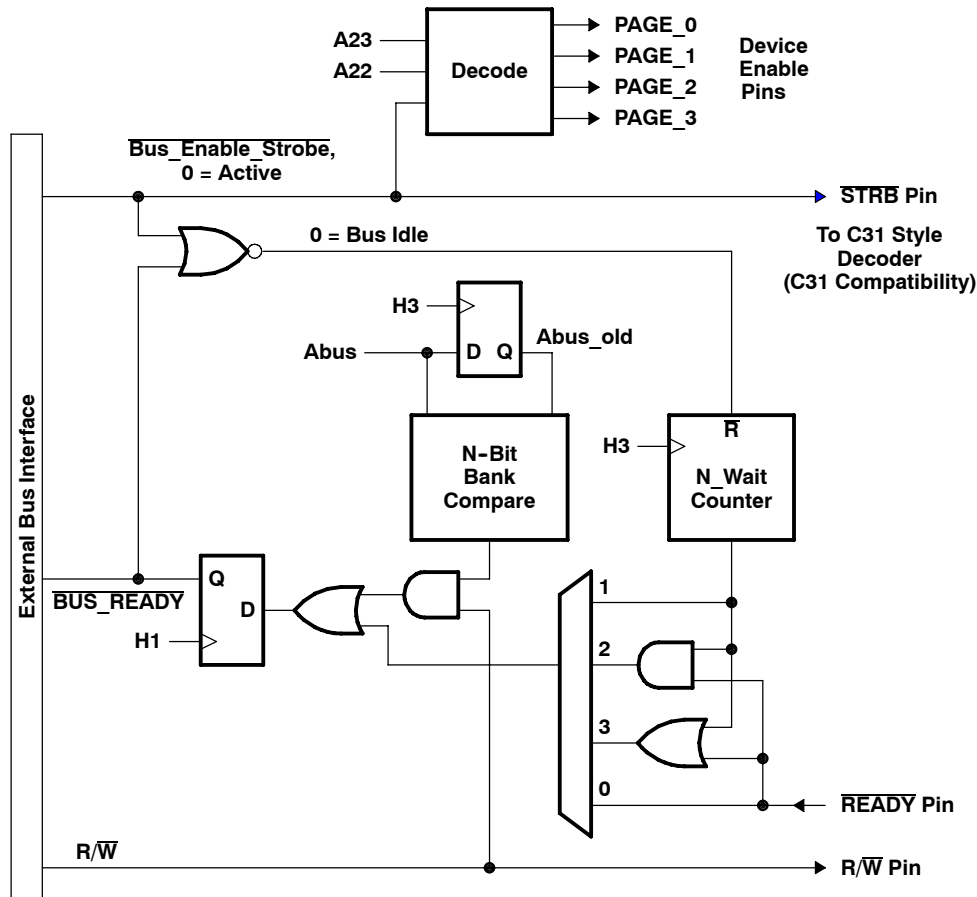 PAGE_0
A23
PAGE_1
Device
Enable
Pins
A22
Decode
PAGE_2
PAGE_3
Bus_Enable_Strobe,
0 = Active
STRB Pin
0 = Bus Idle
To C31 Style
Decoder
(C31 Compatibility)
H3
Abus
D Q
Abus_old
External Bus Interface
N-Bit
Bank
Compare
R
H3
N_Wait
Counter
Q
BUS_READY
D
H1
1
2
3
0
READY Pin
R/W
R/W Pin